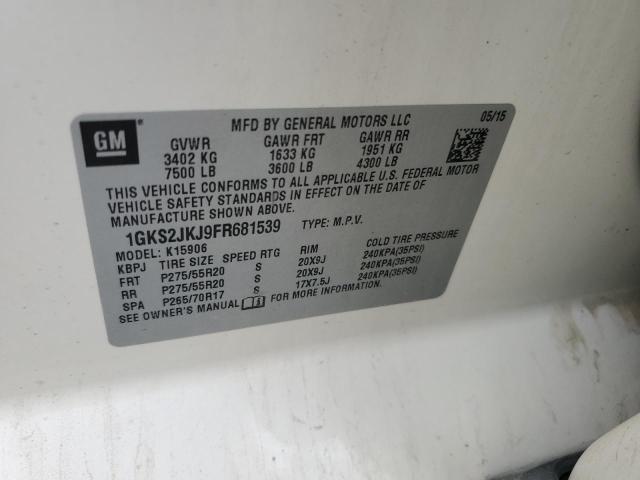 GM
MFD BY GENERAL MOTORS LLC 05/15
GVWR GAWR FRT GAWR RR
3402 KG 1633 KG 1951 KG
7500 LB 3600 LB 4300 LB
THIS VEHICLE CONFORMS TO ALL APPLICABLE U.S. FEDERAL MOTOR
VEHICLE SAFETY STANDARDS IN EFFECT ON THE DATE OF
MANUFACTURE SHOWN ABOVE.
1GKS2JKJ9FR681539 TYPE: M.P.V.
MODEL: K15906
KBPJ TIRE SIZE SPEED RTG RIM COLD TIRE PRESSURE
FRT P275/55R20 S 20X9J 240KPA(35PSI)
RR P275/55R20 S 20X9J 240KPA(35PSI)
SPA P265/70R17 S 17X7.5J 240KPA(35PSI)
SEE OWNER'S MANUAL FOR MORE INFORMATION.